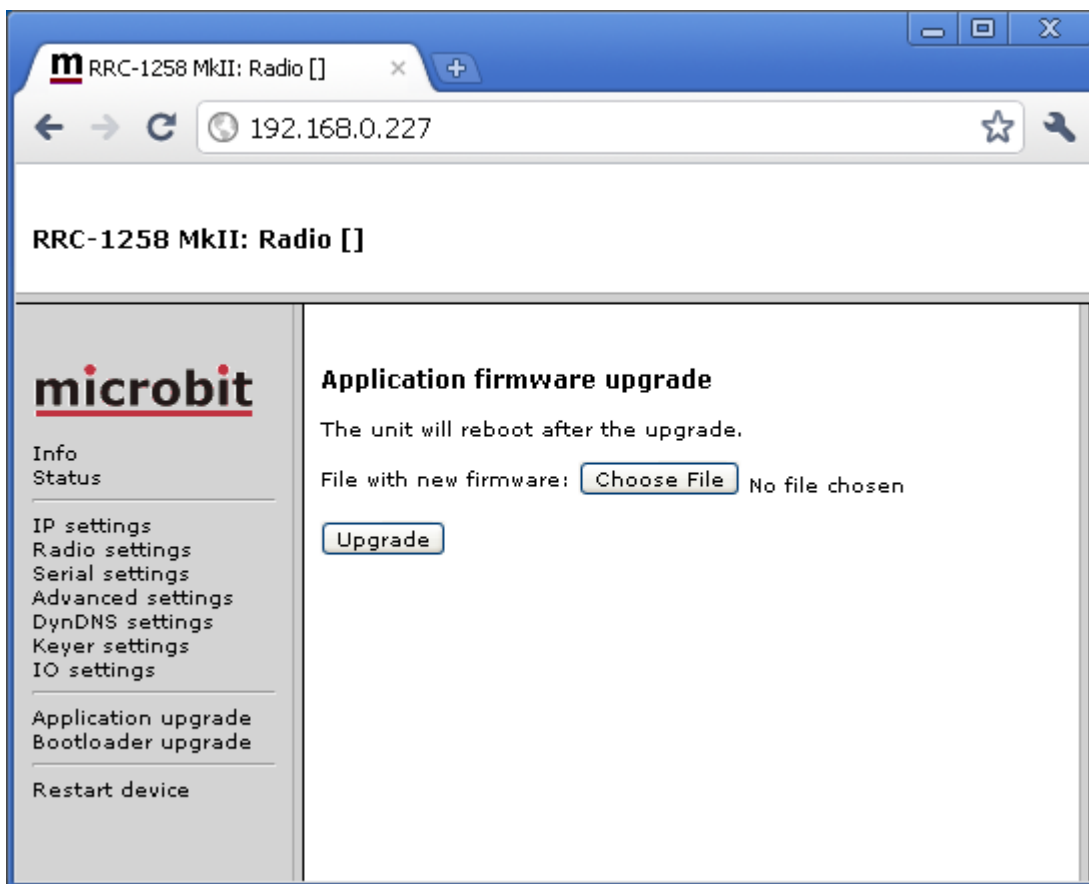 RRC-1258 MkII: Radio []
192.168.0.227
RRC-1258 MkII: Radio []
microbit
Info
Status
IP settings
Radio settings
Serial settings
Advanced settings
DynDNS settings
Keyer settings
IO settings
Application upgrade
Bootloader upgrade
Restart device
Application firmware upgrade
The unit will reboot after the upgrade.
File with new firmware: Choose File No file chosen
Upgrade